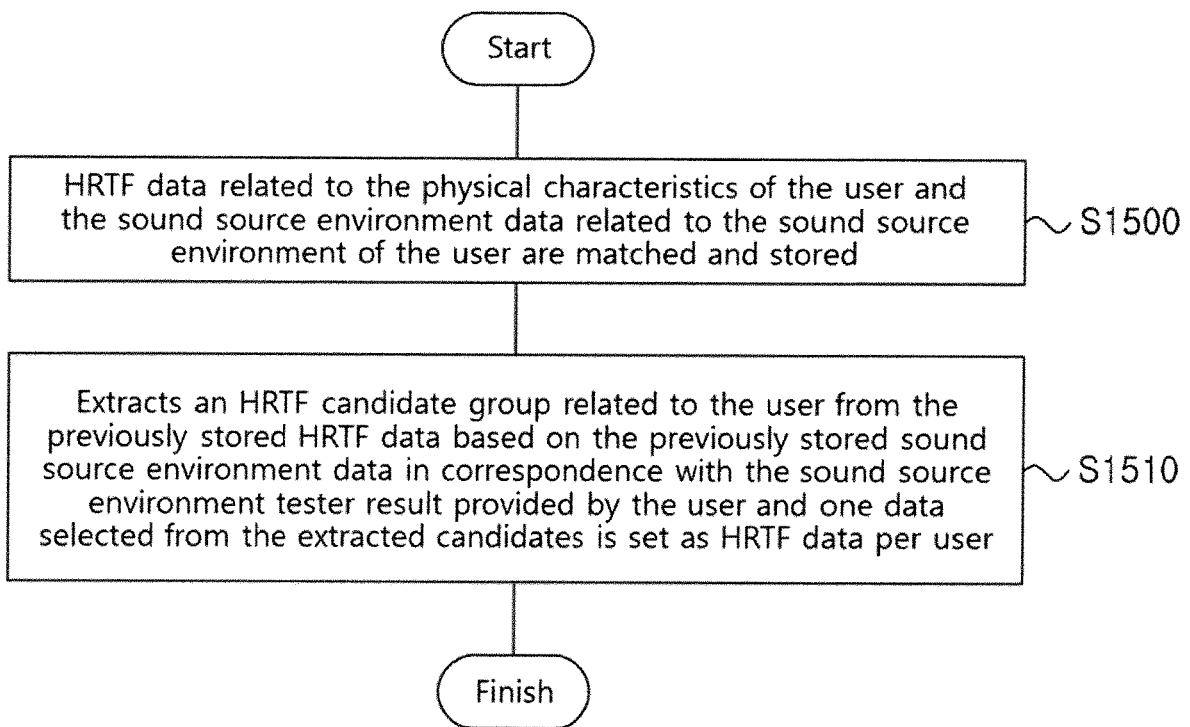 Start
HRTF data related to the physical characteristics of the user and
the sound source environment data related to the sound source
environment of the user are matched and stored
S1500
Extracts an HRTF candidate group related to the user from the
previously stored HRTF data based on the previously stored sound
source environment data in correspondence with the sound source
environment tester result provided by the user and one data
selected from the extracted candidates is set as HRTF data per user
S1510
Finish